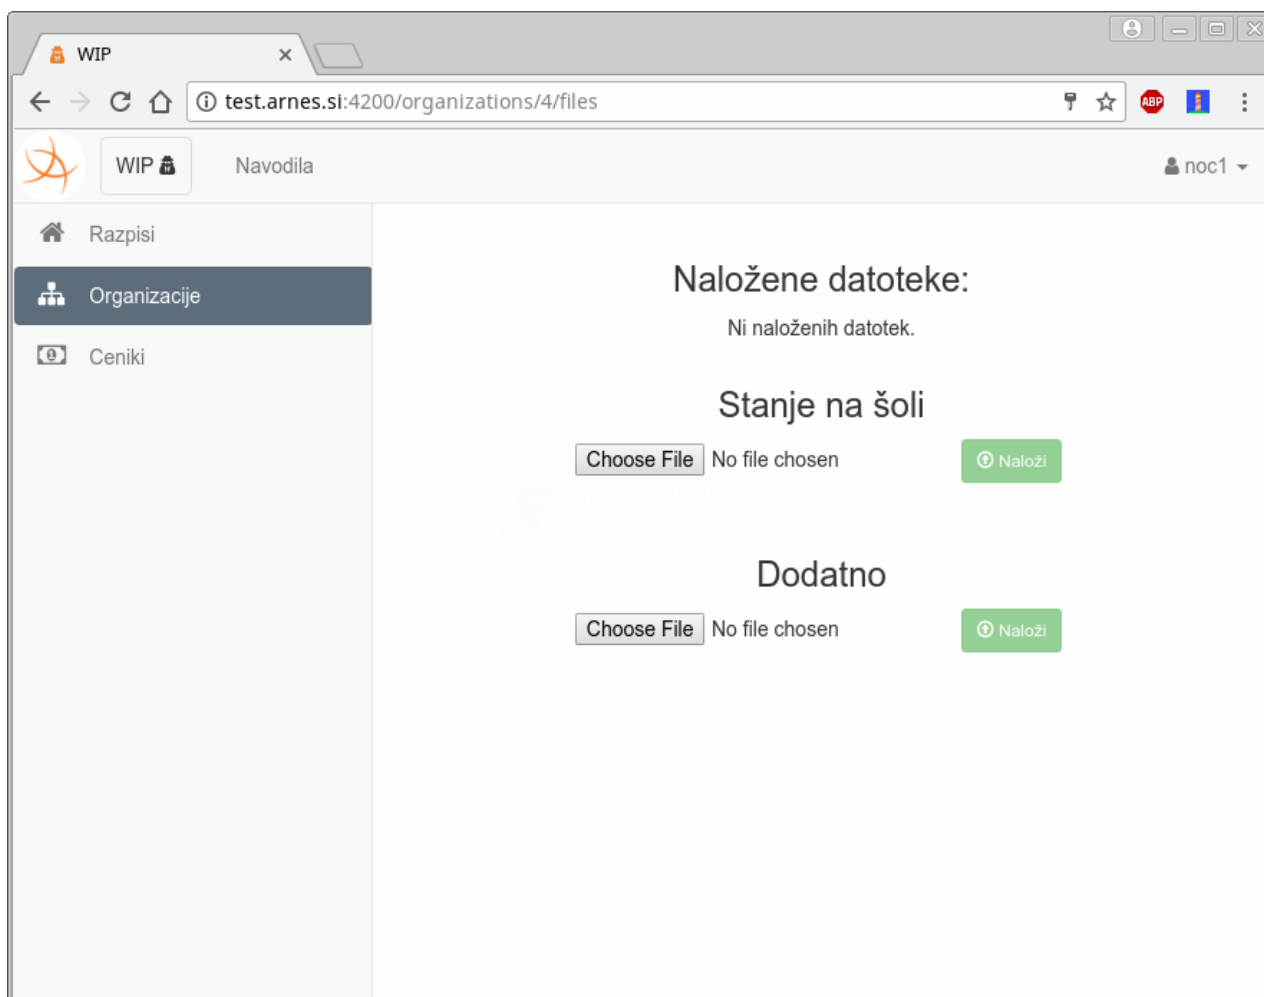 WIP
test.arnes.si:4200/organizations/4/files
ABP
WIP
Navodila
noc1
Razpisi
Organizacije
Ceniki
Naložene datoteke:
Ni naloženih datotek.
Stanje na šoli
Choose File No file chosen
Naloži
Dodatno
Choose File No file chosen
Naloži